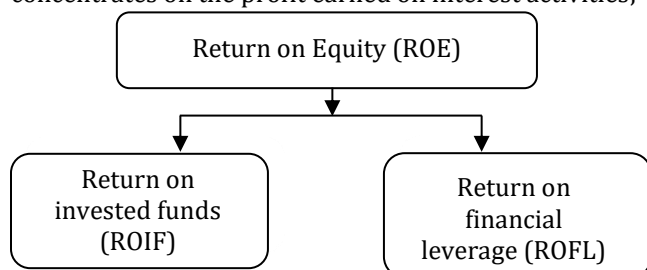 concentrates on the profit earned on interest activities,
Return on Equity (ROE)
Return on
invested funds
(ROIF)
Return on
financial
leverage (ROFL)